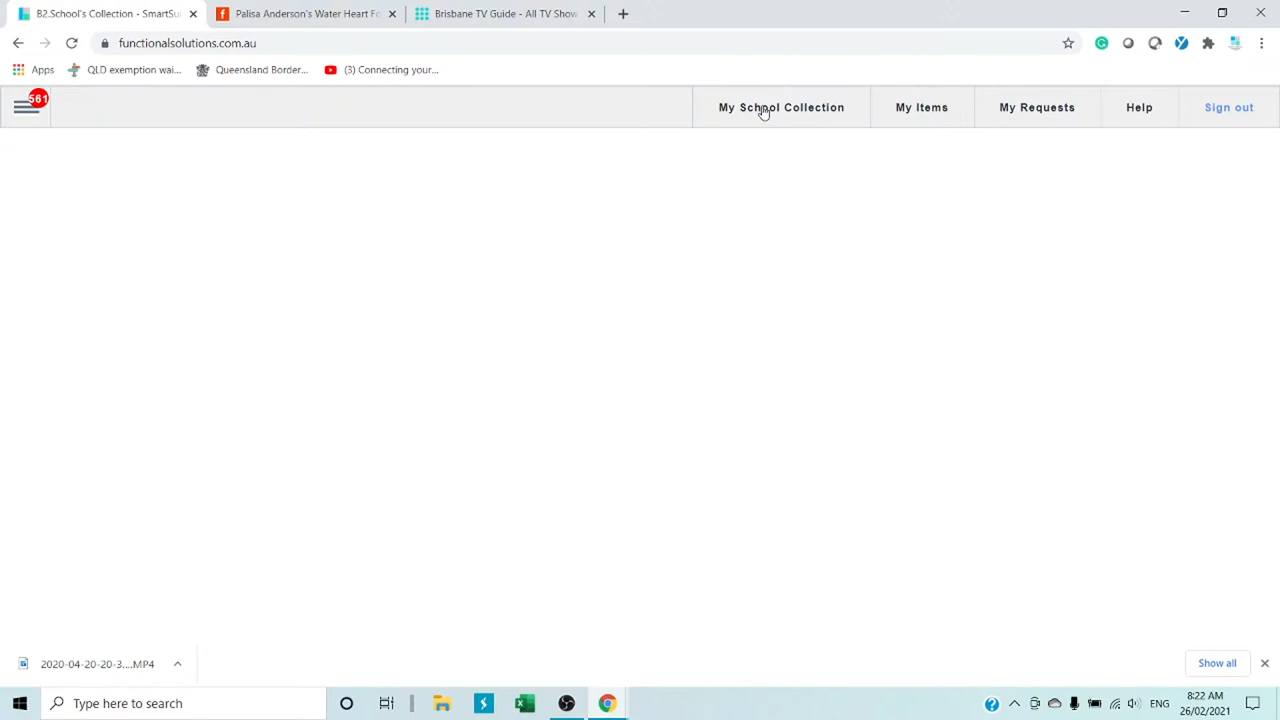 B2.School's Collection - SmartSui
Palisa Anderson's Water Heart Fo
Brisbane TV Guide - All TV Show
functionalsolutions.com.au
Apps
QLD exemption wai...
Queensland Border...
(3) Connecting your...
561
My School Collection
My Items
My Requests
Help
Sign out
2020-04-20-20-3....MP4
Show all
Type here to search
ENG
8:22 AM
26/02/2021